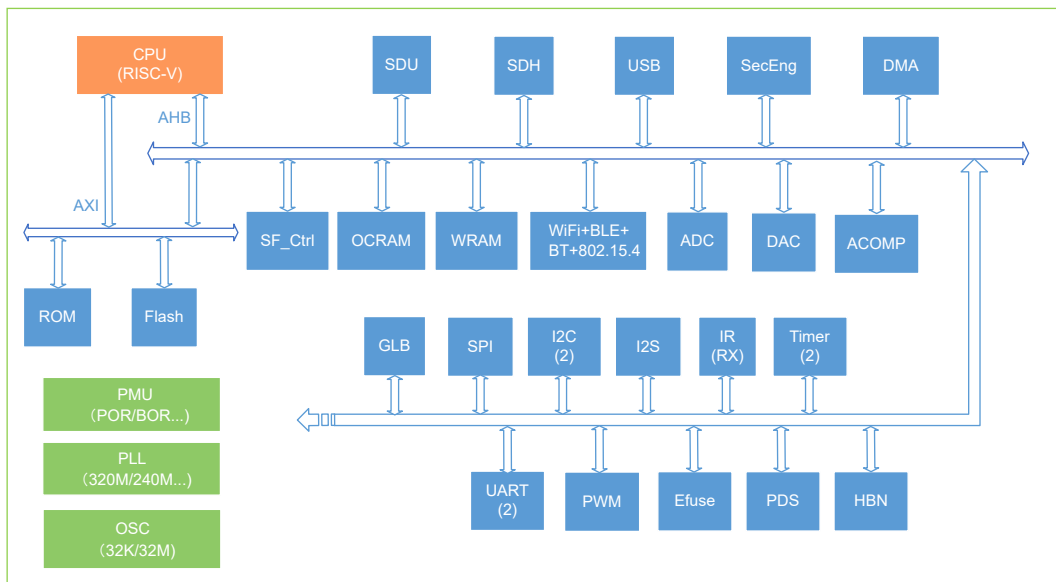 CPU
(RISC-V)
SDU
SDH
USB
SecEng
DMA
AHB
AXI
SF_Ctrl
OCRAM
WRAM
WiFi+BLE+
BT+802.15.4
ADC
DAC
ACOMP
ROM
Flash
GLB
SPI
I2C
(2)
I2S
IR
(RX)
Timer
(2)
PMU
（POR/BOR...)
PLL
（320M/240M...)
OSC
（32K/32M)
UART
(2)
PWM
Efuse
PDS
HBN